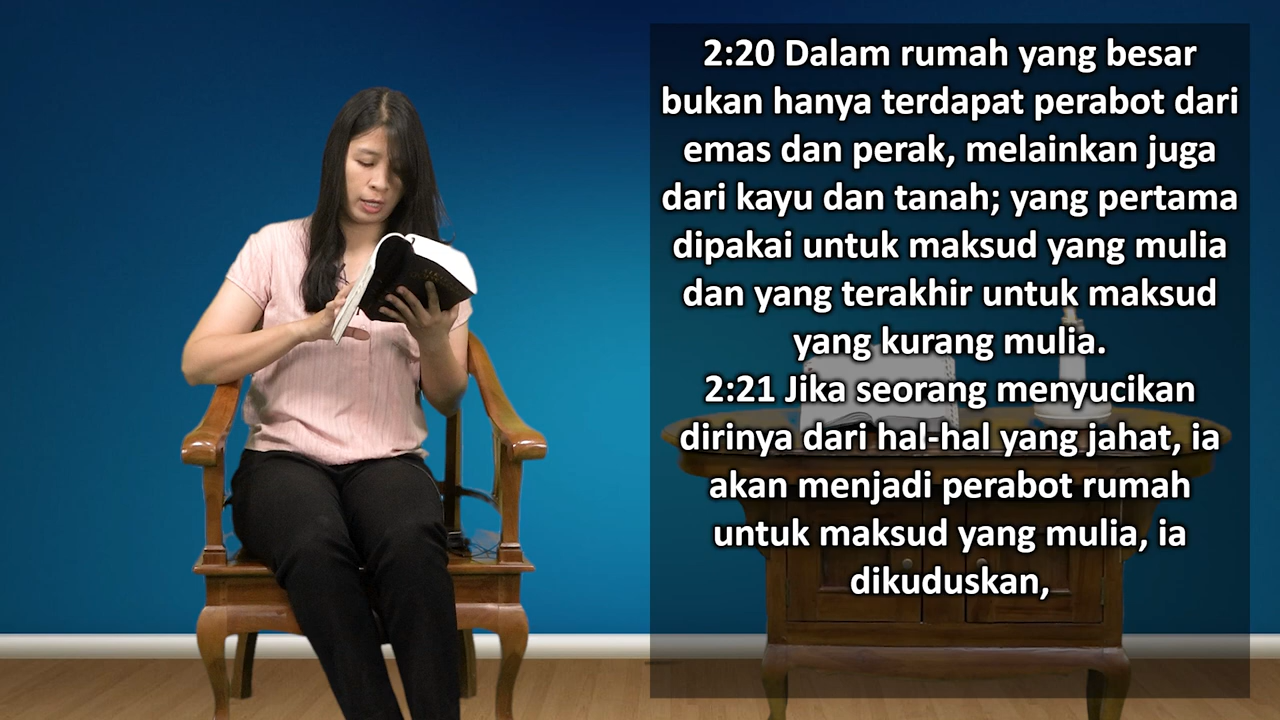 2:20 Dalam rumah yang besar
bukan hanya terdapat perabot dari
emas dan perak, melainkan juga
dari kayu dan tanah; yang pertama
dipakai untuk maksud yang mulia
dan yang terakhir untuk maksud
yang kurang mulia.
2:21 Jika seorang menyucikan
dirinya dari hal-hal yang jahat, ia
akan menjadi perabot rumah
untuk maksud yang mulia, ia
dikuduskan,